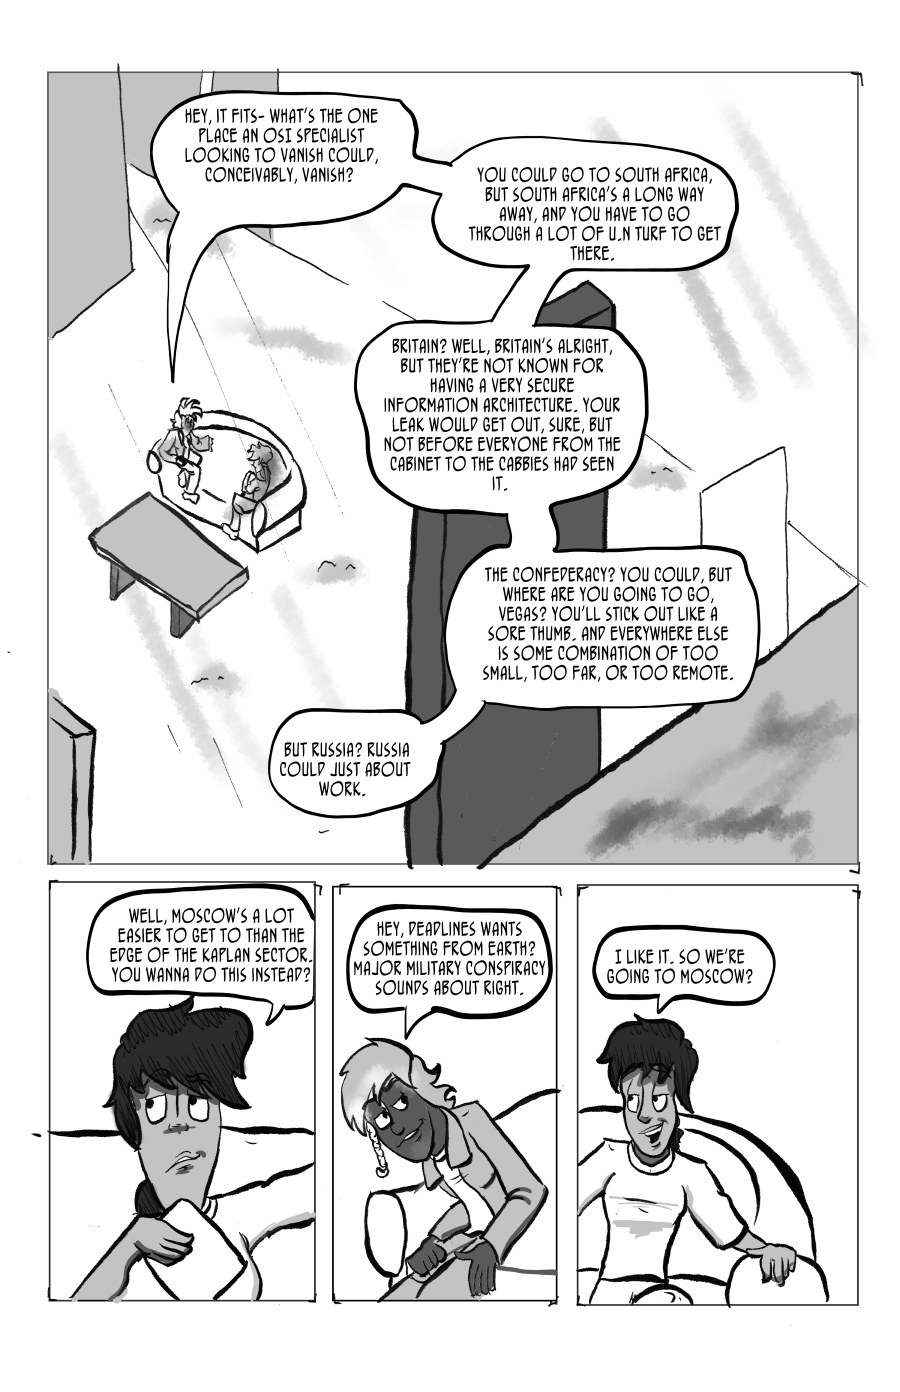 HEY, IT FITS- WHAT'S THE ONE
PLACE AN OSI SPECIALIST
LOOKING TO VANISH COULD,
CONCEIVABLY, VANISH?
YOU COULD GO TO SOUTH AFRICA,
BUT SOUTH AFRICA'S A LONG WAY
AWAY, AND YOU HAVE TO GO
THROUGH A LOT OF U.N TURF TO GET
THERE.
BRITAIN? WELL, BRITAIN'S ALRIGHT,
BUT THEY'RE NOT KNOWN FOR
HAVING A VERY SECURE
INFORMATION ARCHITECTURE. YOUR
LEAK WOULD GET OUT, SURE, BUT
NOT BEFORE EVERYONE FROM THE
CABINET TO THE CABBIES HAD SEEN
IT.
THE CONFEDERACY? YOU COULD, BUT
WHERE ARE YOU GOING TO GO,
VEGAS? YOU'LL STICK OUT LIKE A
SORE THUMB. AND EVERYWHERE ELSE
IS SOME COMBINATION OF TOO
SMALL, TOO FAR, OR TOO REMOTE.
BUT RUSSIA? RUSSIA
COULD JUST ABOUT
WORK.
WELL, MOSCOW'S A LOT
EASIER TO GET TO THAN THE
EDGE OF THE KAPLAN SECTOR.
YOU WANNA DO THIS INSTEAD?
HEY, DEADLINES WANTS
SOMETHING FROM EARTH?
MAJOR MILITARY CONSPIRACY
SOUNDS ABOUT RIGHT.
I LIKE IT. SO WE'RE
GOING TO MOSCOW?